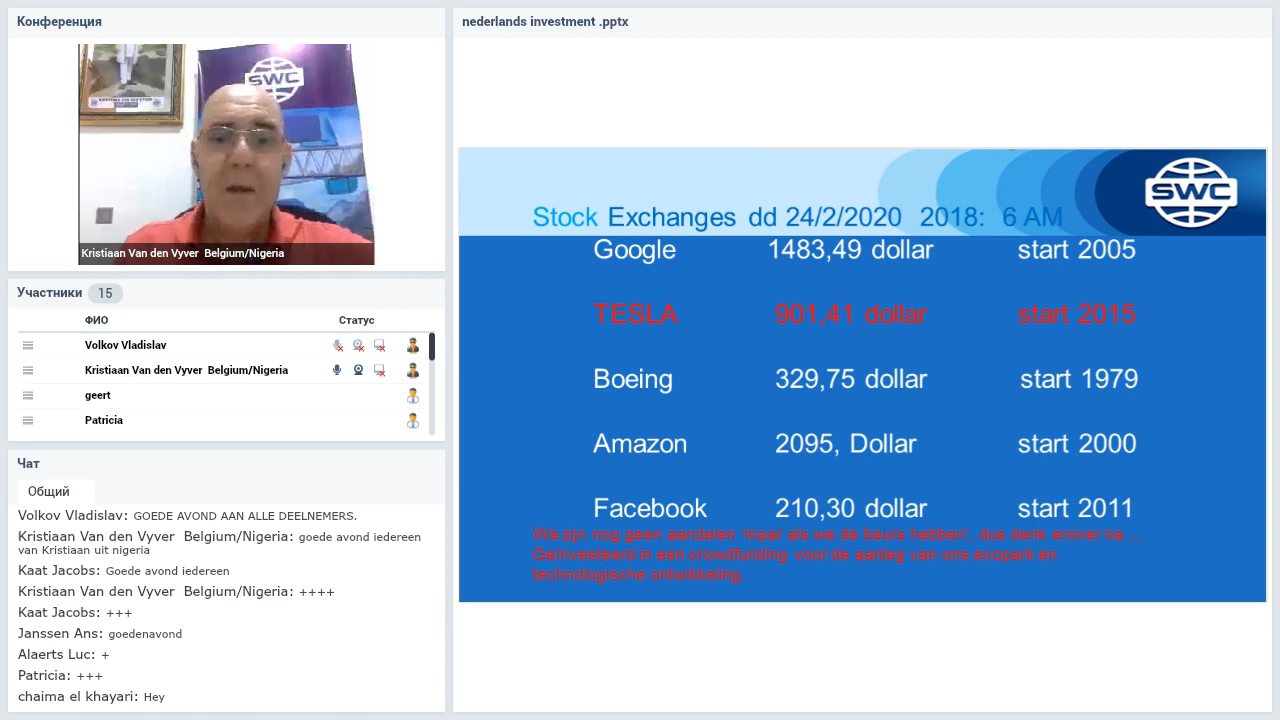 Конференция
SWC
Kristiaan Van den Vyver Belgium/Nigeria
Участники 15
ФИО Статус
Volkov Vladislav
Kristiaan Van den Vyver Belgium/Nigeria
geert
Patricia
Чат
Общий
Volkov Vladislav: GOEDE AVOND AAN ALLE DEELNEMERS.
Kristiaan Van den Vyver Belgium/Nigeria: goede avond iedereen
van Kristiaan uit nigeria
Kaat Jacobs: Goede avond iedereen
Kristiaan Van den Vyver Belgium/Nigeria: ++++
Kaat Jacobs: +++
Janssen Ans: goedenavond
Alaerts Luc: +
Patricia: +++
chaima el khayari: Hey
nederlands investment .pptx
SWC
Stock Exchanges dd 24/2/2020 2018: 6 AM
Google 1483,49 dollar start 2005
TESLA 901,41 dollar start 2015
Boeing 329,75 dollar start 1979
Amazon 2095, Dollar start 2000
Facebook 210,30 dollar start 2011
We zijn nog geen aandelen 'maar als we de beurs hebben', dus denk erover na ...
Geïnvesteerd in een crowdfunding voor de aanleg van ons ecopark en
technologische ontwikkeling.